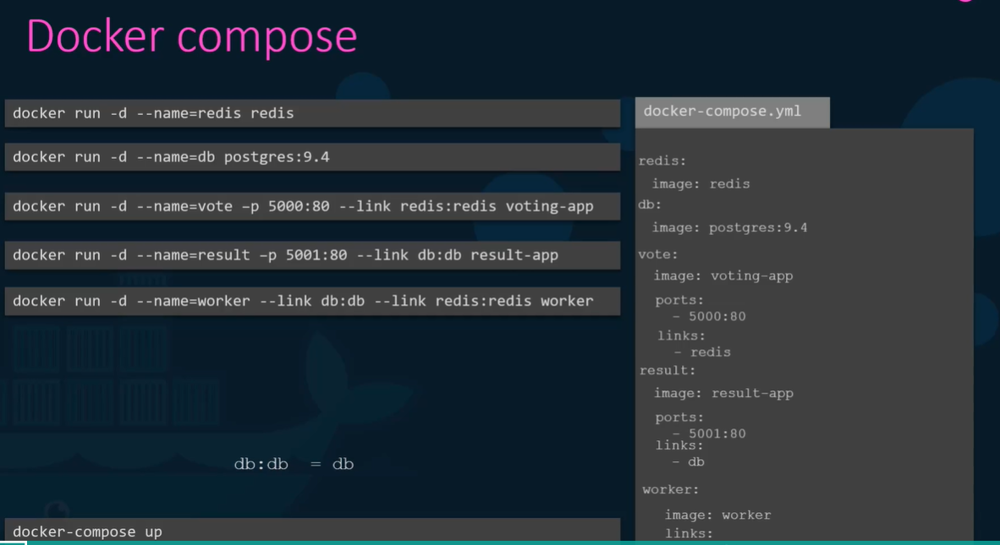 Docker compose
docker run -d --name=redis redis
docker run -d --name=db postgres:9.4
docker run -d --name=vote –p 5000:80 --link redis:redis voting-app
docker run -d --name=result –p 5001:80 --link db:db result-app
docker run -d --name=worker --link db:db --link redis:redis worker
db:db = db
docker-compose up
docker-compose.yml
redis:
image: redis
db:
image: postgres:9.4
vote:
image: voting-app
ports:
- 5000:80
links:
- redis
result:
image: result-app
ports:
- 5001:80
links:
- db
worker:
image: worker
links: